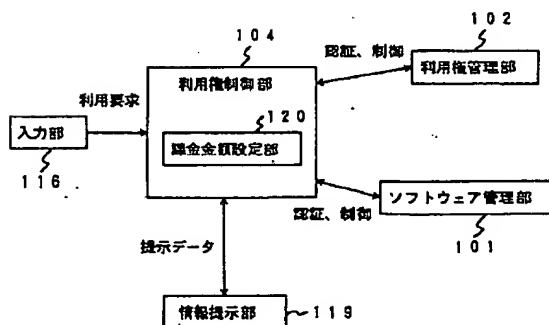 104
102
認証、制御
利用権管理部
利用権制御部
利用要求
120
入力部
課金金額設定部
116
認証、制御
ソフトウェア管理部
101
提示データ
情報提示部
119